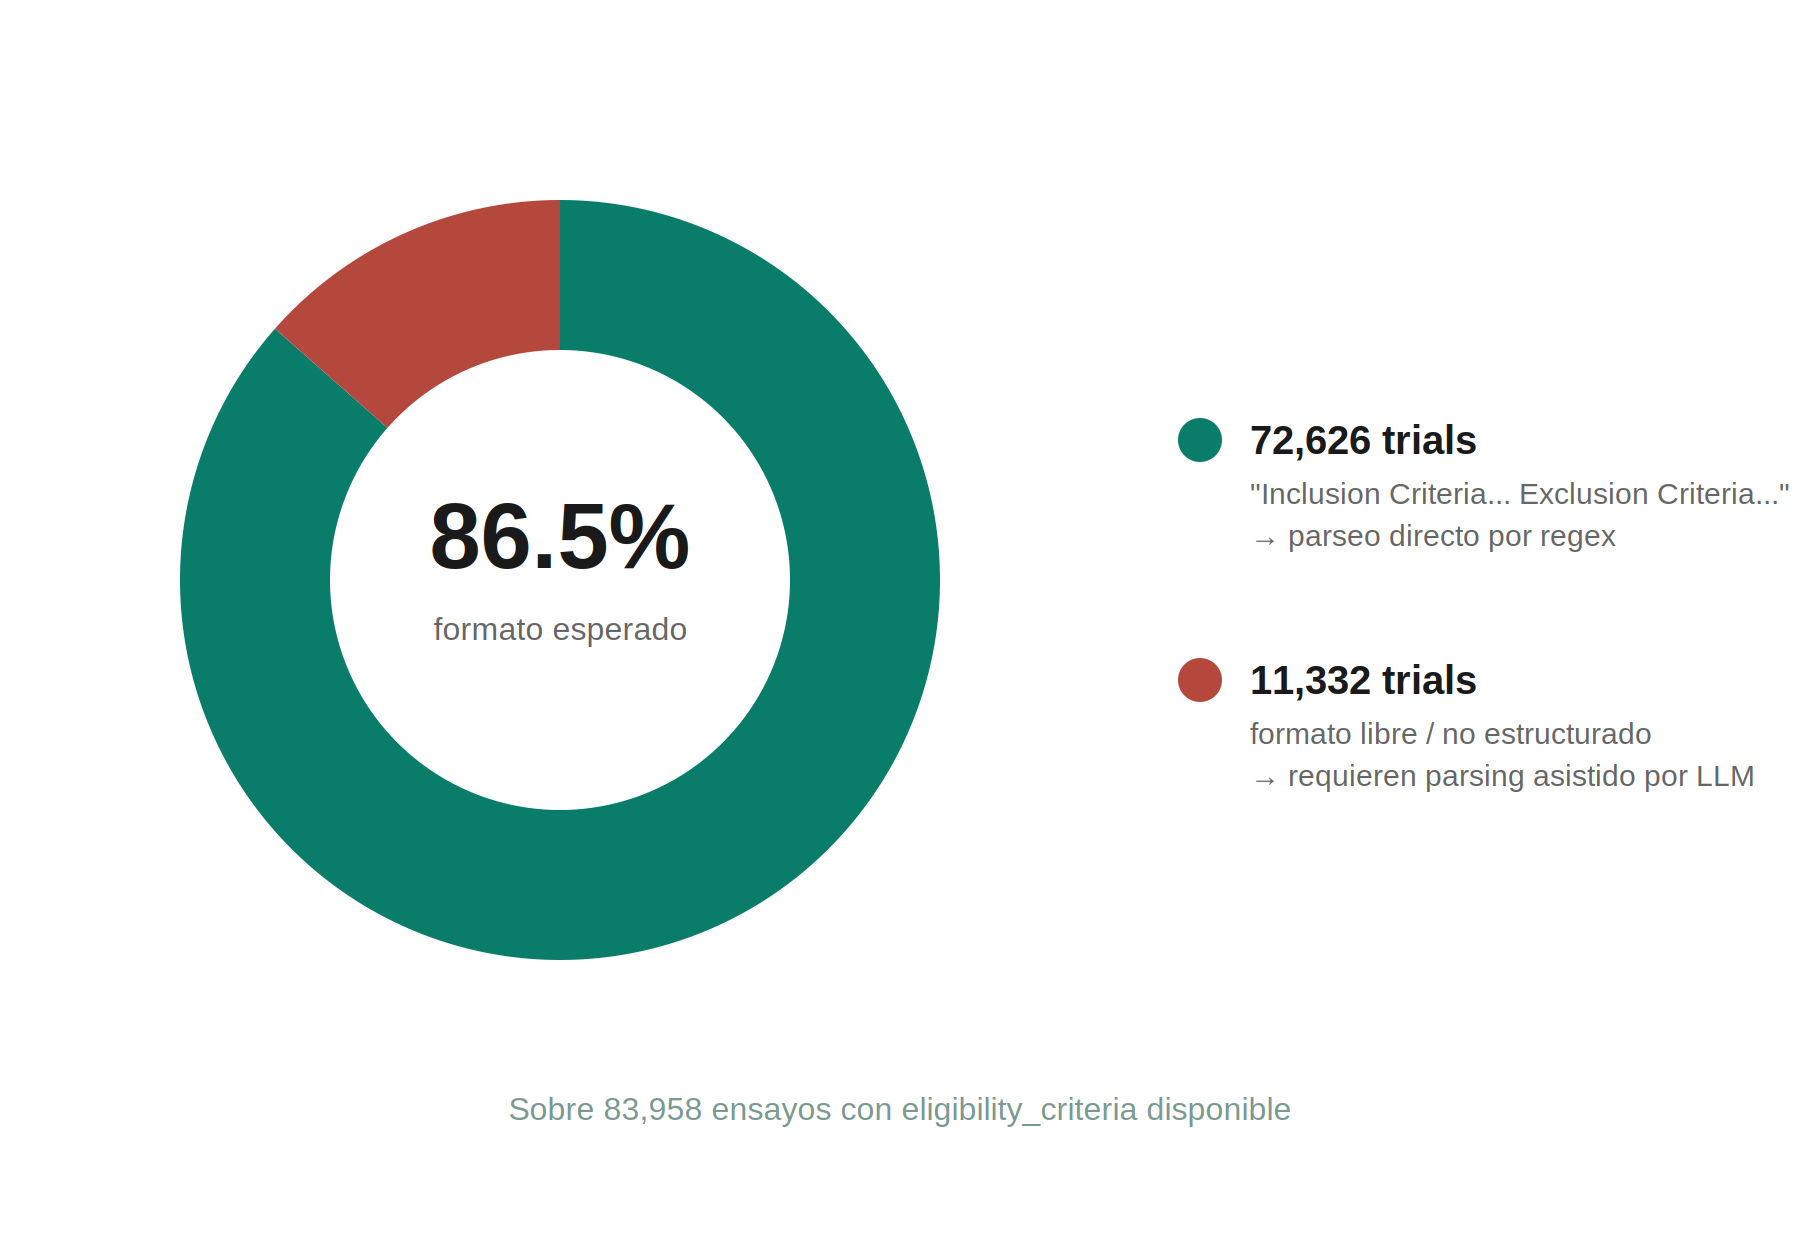 86.5%
formato esperado
72,626 trials
"Inclusion Criteria... Exclusion Criteria..."
→ parseo directo por regex
11,332 trials
formato libre / no estructurado
→ requieren parsing asistido por LLM
Sobre 83,958 ensayos con eligibility_criteria disponible